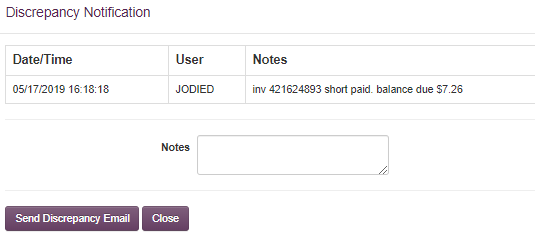 Discrepancy Notification
Date/Time User Notes
05/17/2019 16:18:18 JODIED inv 421624893 short paid. balance due $7.26
Notes
Send Discrepancy Email Close